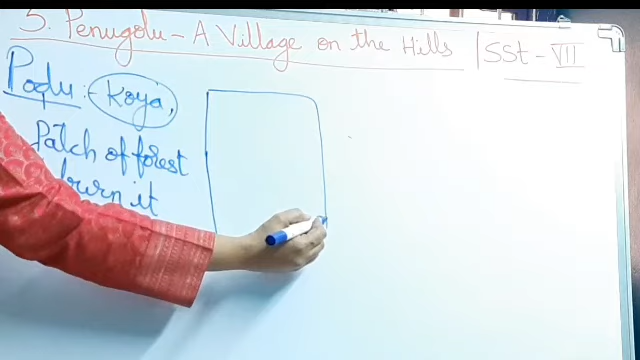 5. Penugolu - A Village on the Hills | SSt - VII
Podu :- Koya,
Patch of forest
burn it